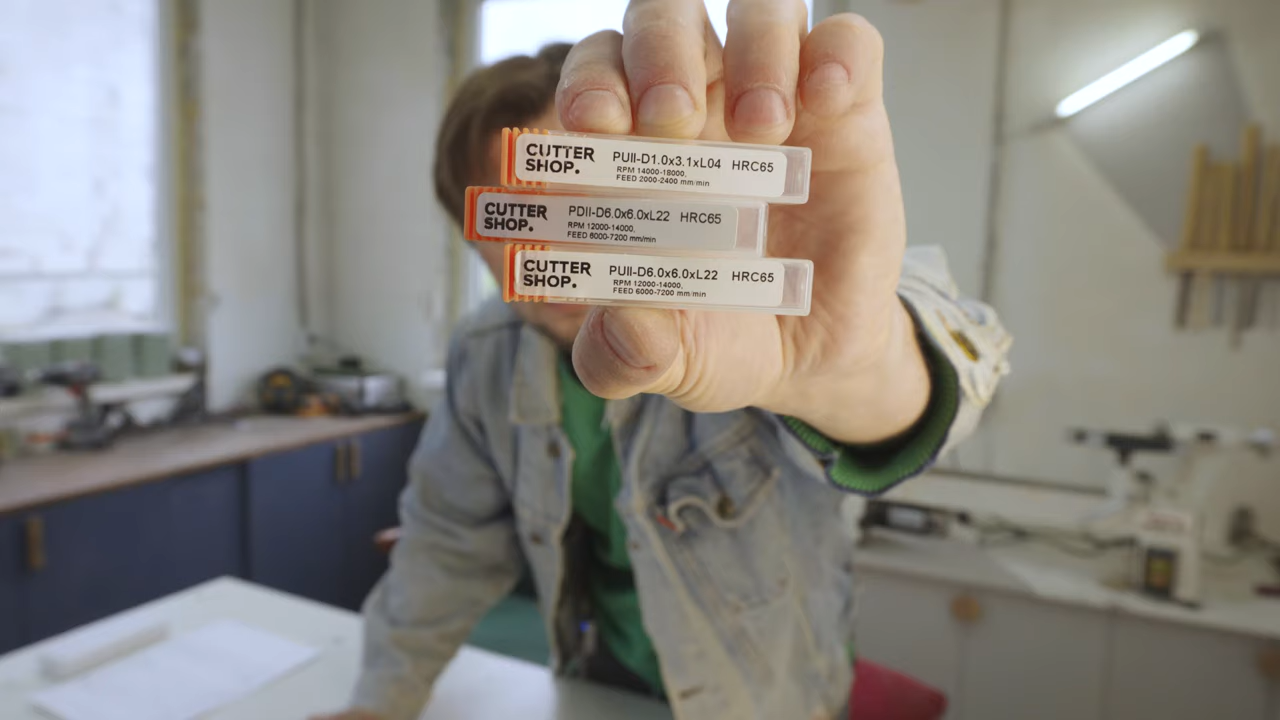 CUTTER
SHOP.
PUII-D1.0x3.1xL04 HRC65
RPM 14000-18000,
FEED 2000-2400 mm/min
CUTTER
SHOP.
PDII-D6.0x6.0xL22 HRC65
RPM 12000-14000,
FEED 6000-7200 mm/min
CUTTER
SHOP.
PUII-D6.0x6.0xL22 HRC65
RPM 12000-14000,
FEED 6000-7200 mm/min